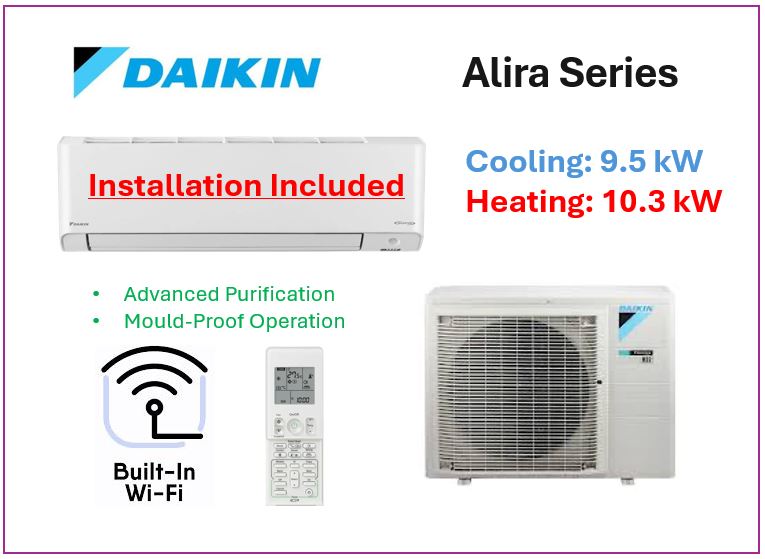 DAIKIN
Alira Series
Cooling: 9.5 kW
Heating: 10.3 kW
Installation Included
DAIKIN
• Advanced Purification
• Mould-Proof Operation
DAIKIN
Built-In
Wi-Fi